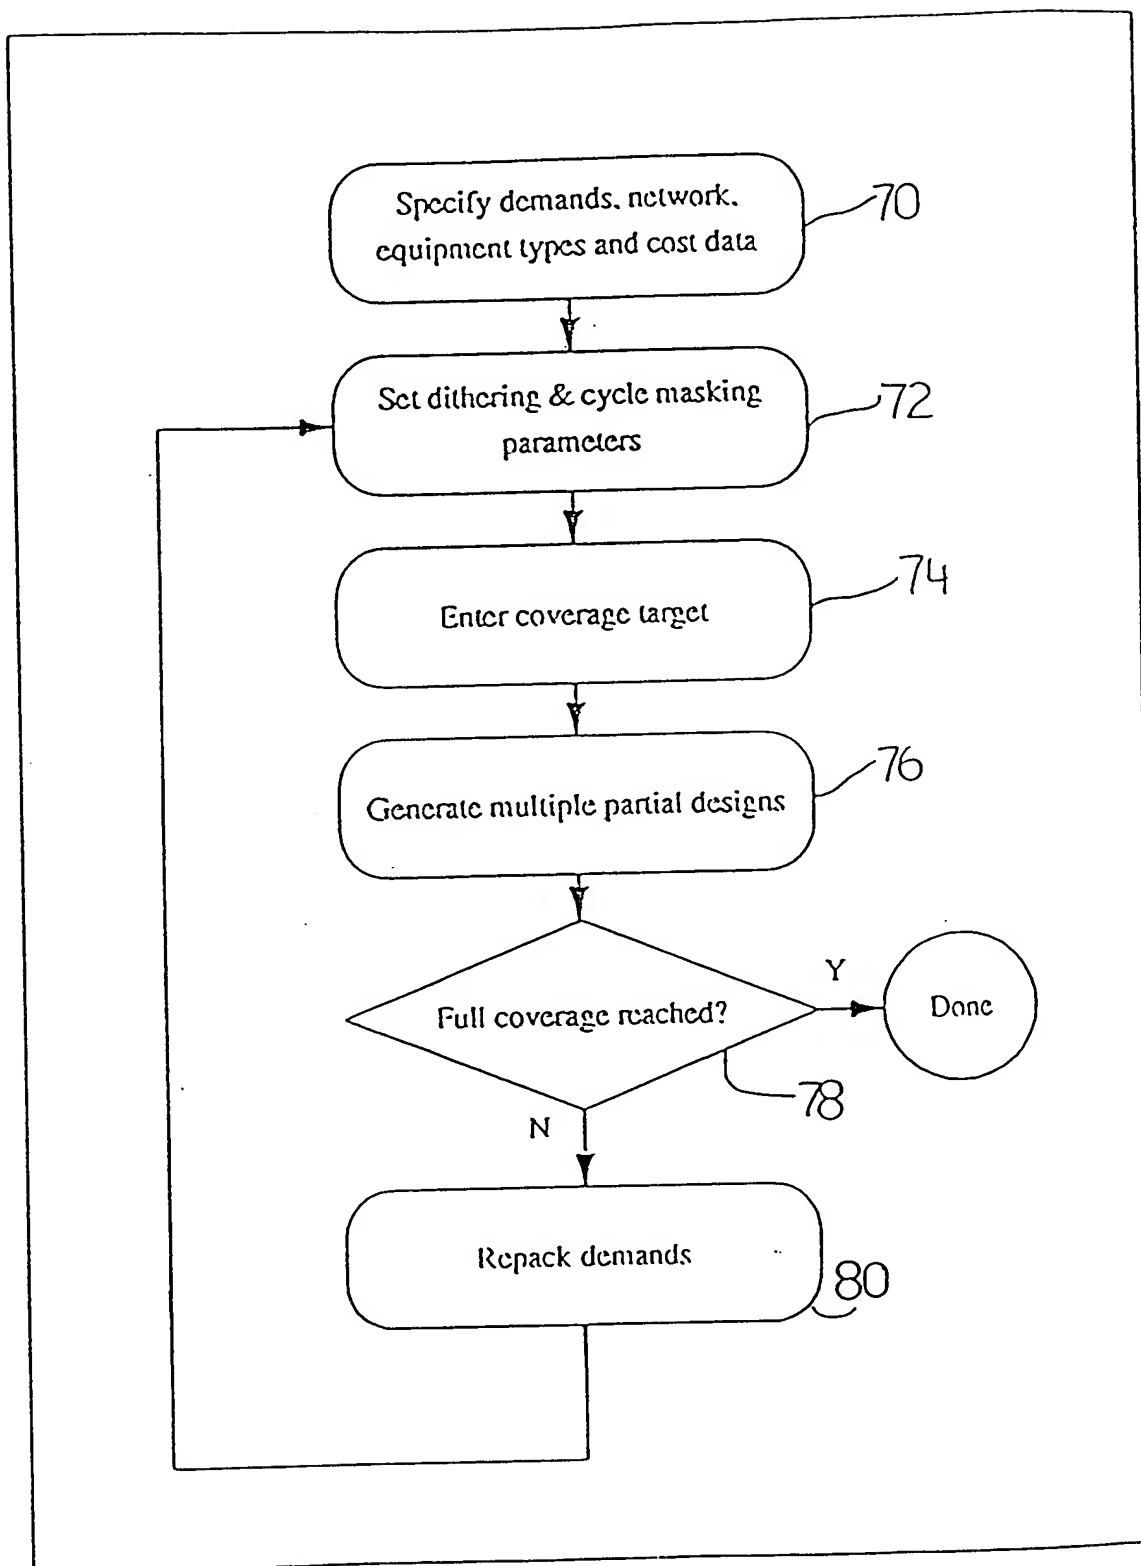 Specify demands, network,
equipment types and cost data
70
Set dithering & cycle masking
parameters
72
Enter coverage target
74
Generate multiple partial designs
76
Full coverage reached?
Y
Done
78
N
Repack demands
80